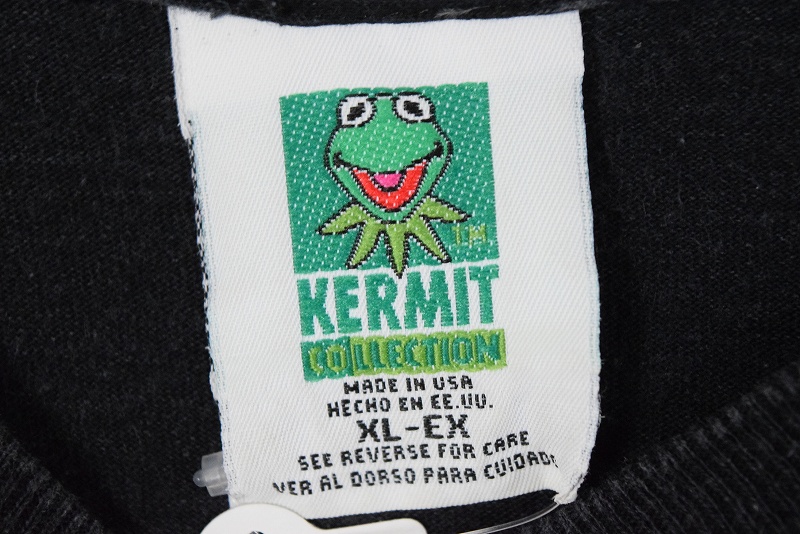 TM
KERMIT
COLLECTION
MADE IN USA
HECHO EN EE.UU.
XL-EX
SEE REVERSE FOR CARE
VER AL DORSO PARA CUIDADO